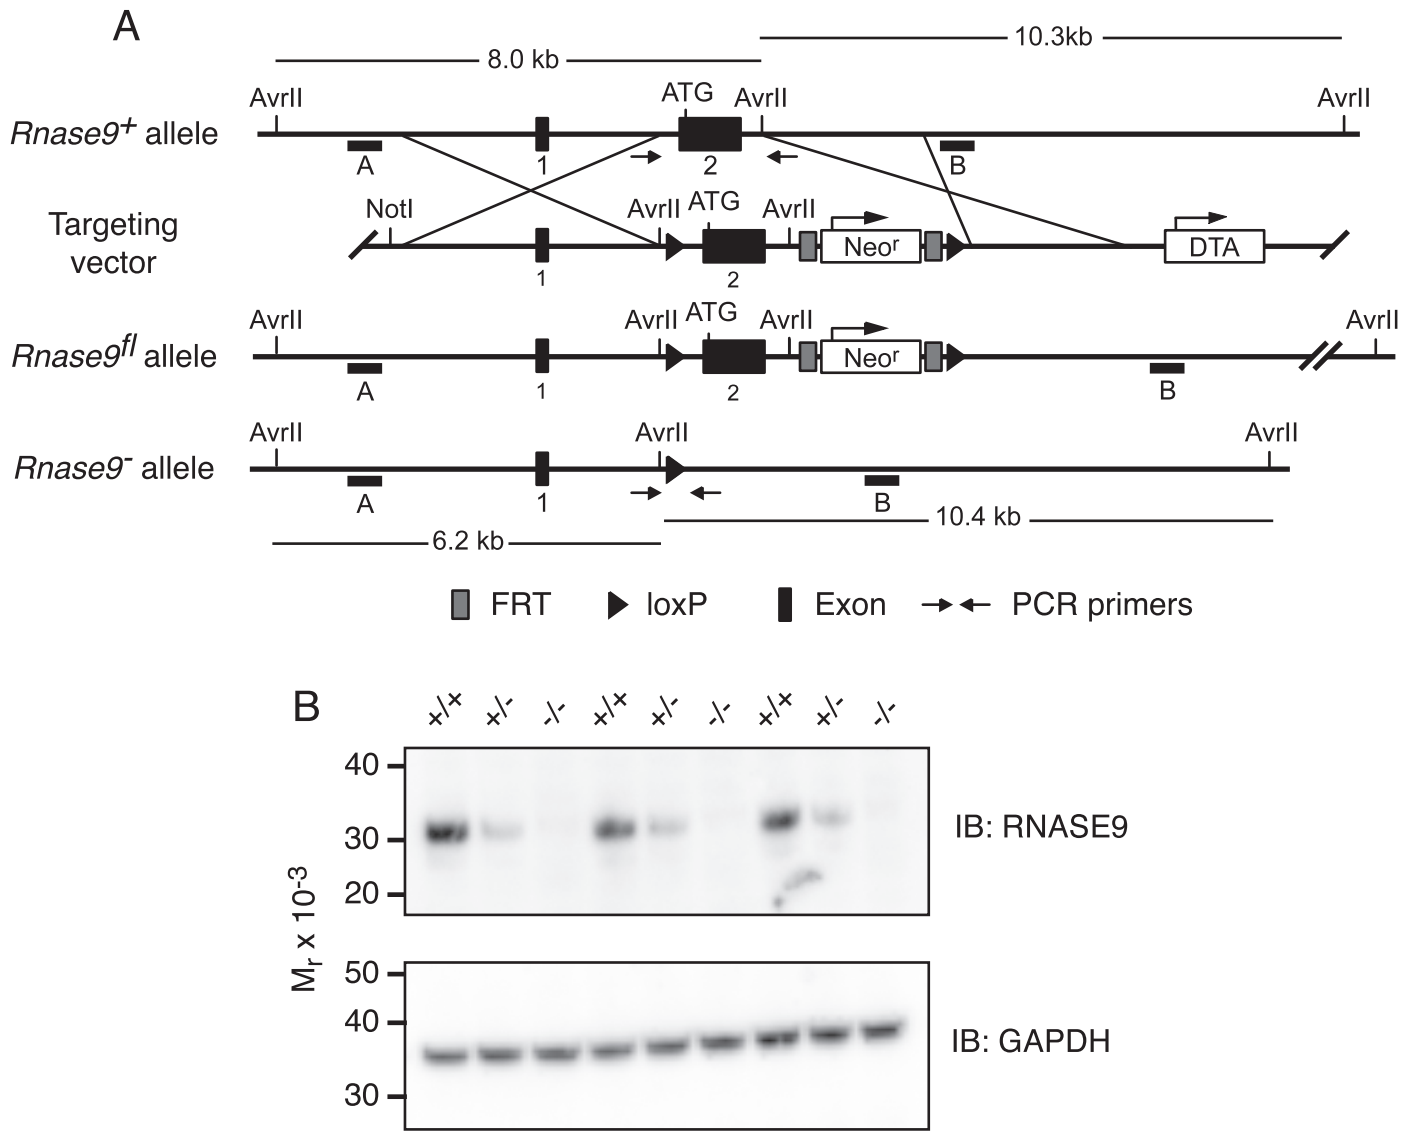 A
10.3kb
8.0 kb
AvrII ATG AvrII AvrII
Rnase9+ allele
A 1 2 B
Targeting vector
NotI AvrII ATG AvrII
Neor DTA
1 2
AvrII AvrII ATG AvrII AvrII
Rnase9fl allele
Neor
A 1 2 B
AvrII AvrII AvrII
Rnase9- allele
A 1 B
10.4 kb
6.2 kb
FRT loxP Exon PCR primers
B
+/+ +/- -/- +/+ +/- -/- +/+ +/- -/-
40
30
20
IB: RNASE9
Mr x 10-3
50
40
30
IB: GAPDH